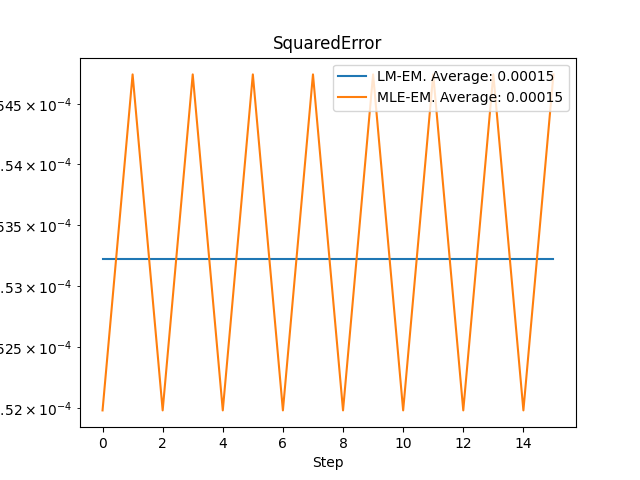 SquaredError
LM-EM. Average: 0.00015
MLE-EM. Average: 0.00015
545 × 10⁻⁴
.54 × 10⁻⁴
535 × 10⁻⁴
.53 × 10⁻⁴
525 × 10⁻⁴
.52 × 10⁻⁴
0 2 4 6 8 10 12 14
Step